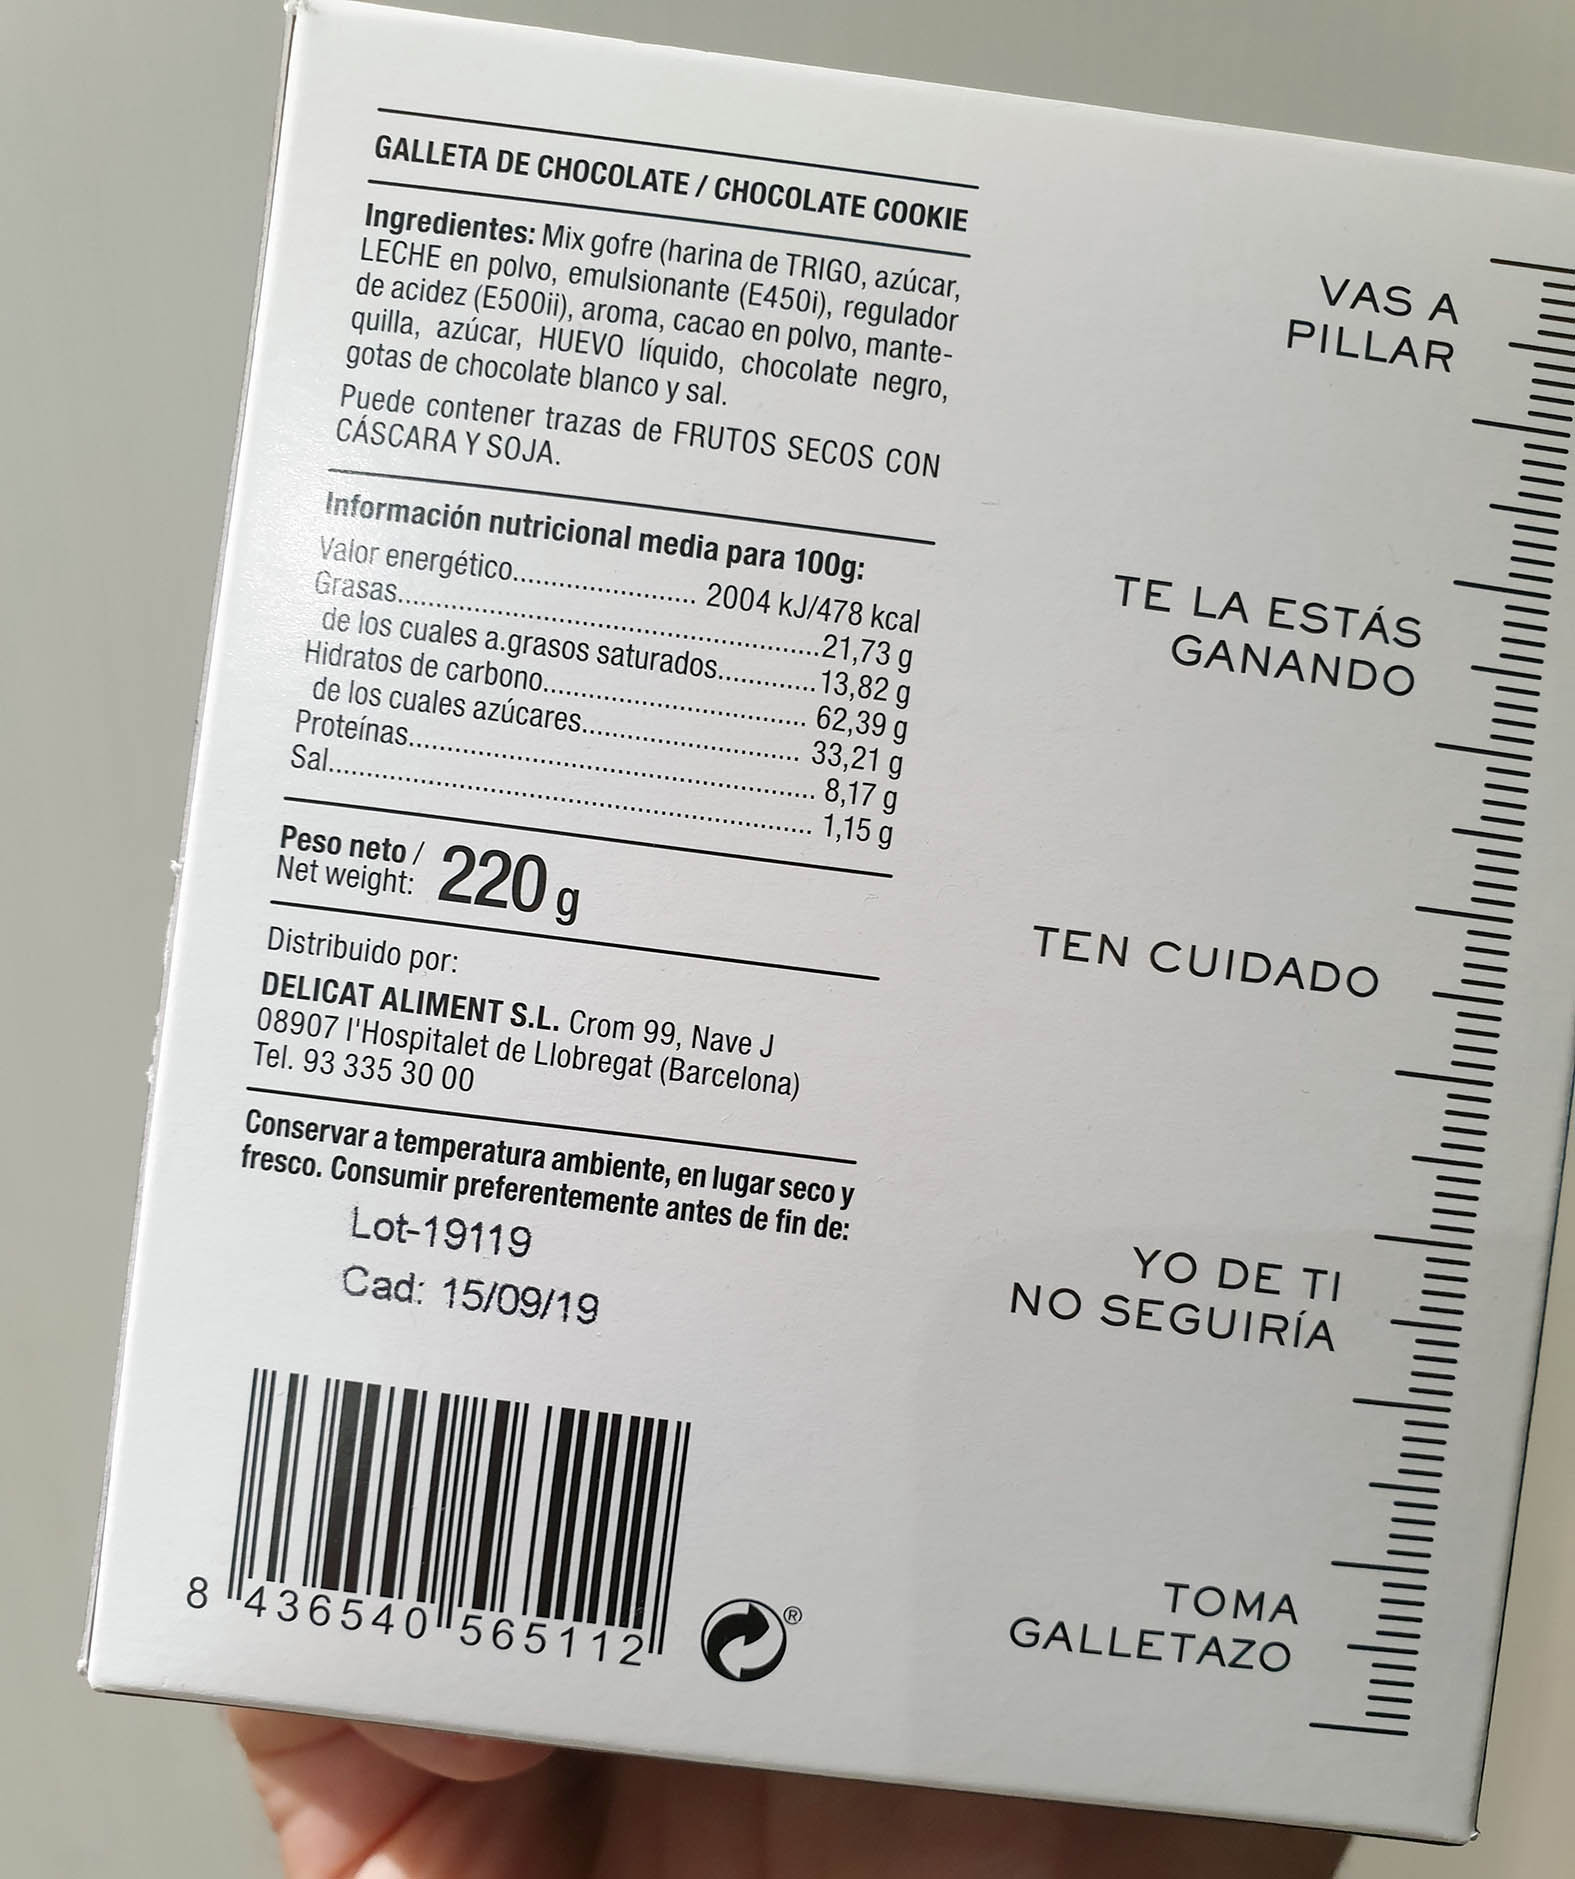 GALLETA DE CHOCOLATE / CHOCOLATE COOKIE
Ingredientes: Mix gofre (harina de TRIGO, azúcar,
LECHE en polvo, emulsionante (E450i), regulador
de acidez (E500ii), aroma, cacao en polvo, mante-
quilla, azúcar, HUEVO líquido, chocolate negro,
gotas de chocolate blanco y sal.
Puede contener trazas de FRUTOS SECOS CON
CÁSCARA Y SOJA.
Información nutricional media para 100g:
Valor energético........................ 2004 kJ/478 kcal
Grasas.................................................21,73 g
de los cuales a.grasos saturados.............13,82 g
Hidratos de carbono............................. 62,39 g
de los cuales azúcares......................... 33,21 g
Proteínas............................................... 8,17 g
Sal........................................................ 1,15 g
Peso neto /
Net weight: 220 g
Distribuido por:
DELICAT ALIMENT S.L. Crom 99, Nave J
08907 l'Hospitalet de Llobregat (Barcelona)
Tel. 93 335 30 00
Conservar a temperatura ambiente, en lugar seco y
fresco. Consumir preferentemente antes de fin de:
Lot-19119
Cad: 15/09/19
8 436540 565112
®
VAS A
PILLAR
TE LA ESTÁS
GANANDO
TEN CUIDADO
YO DE TI
NO SEGUIRÍA
TOMA
GALLETAZO